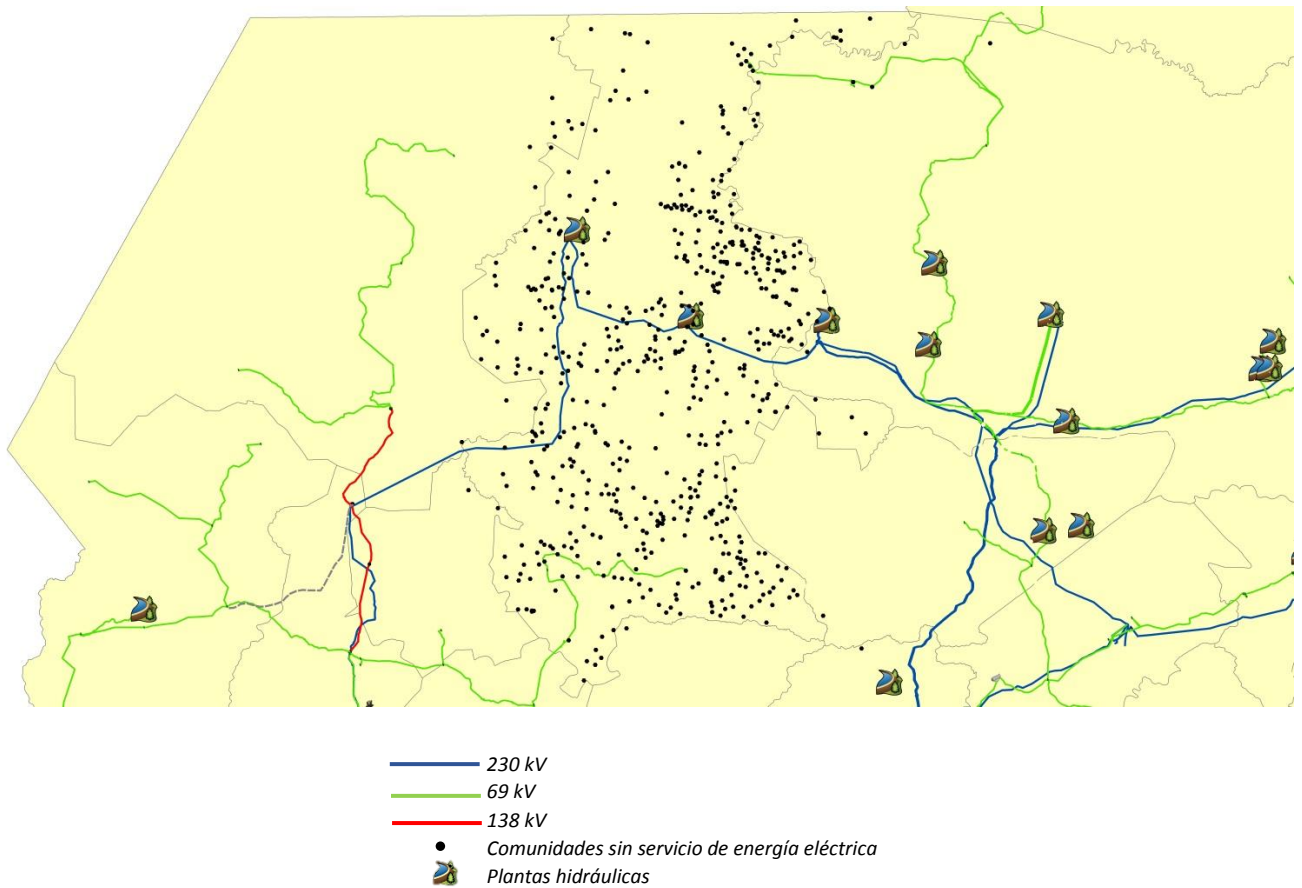 230 kV
69 kV
138 kV
Comunidades sin servicio de energía eléctrica
Plantas hidráulicas